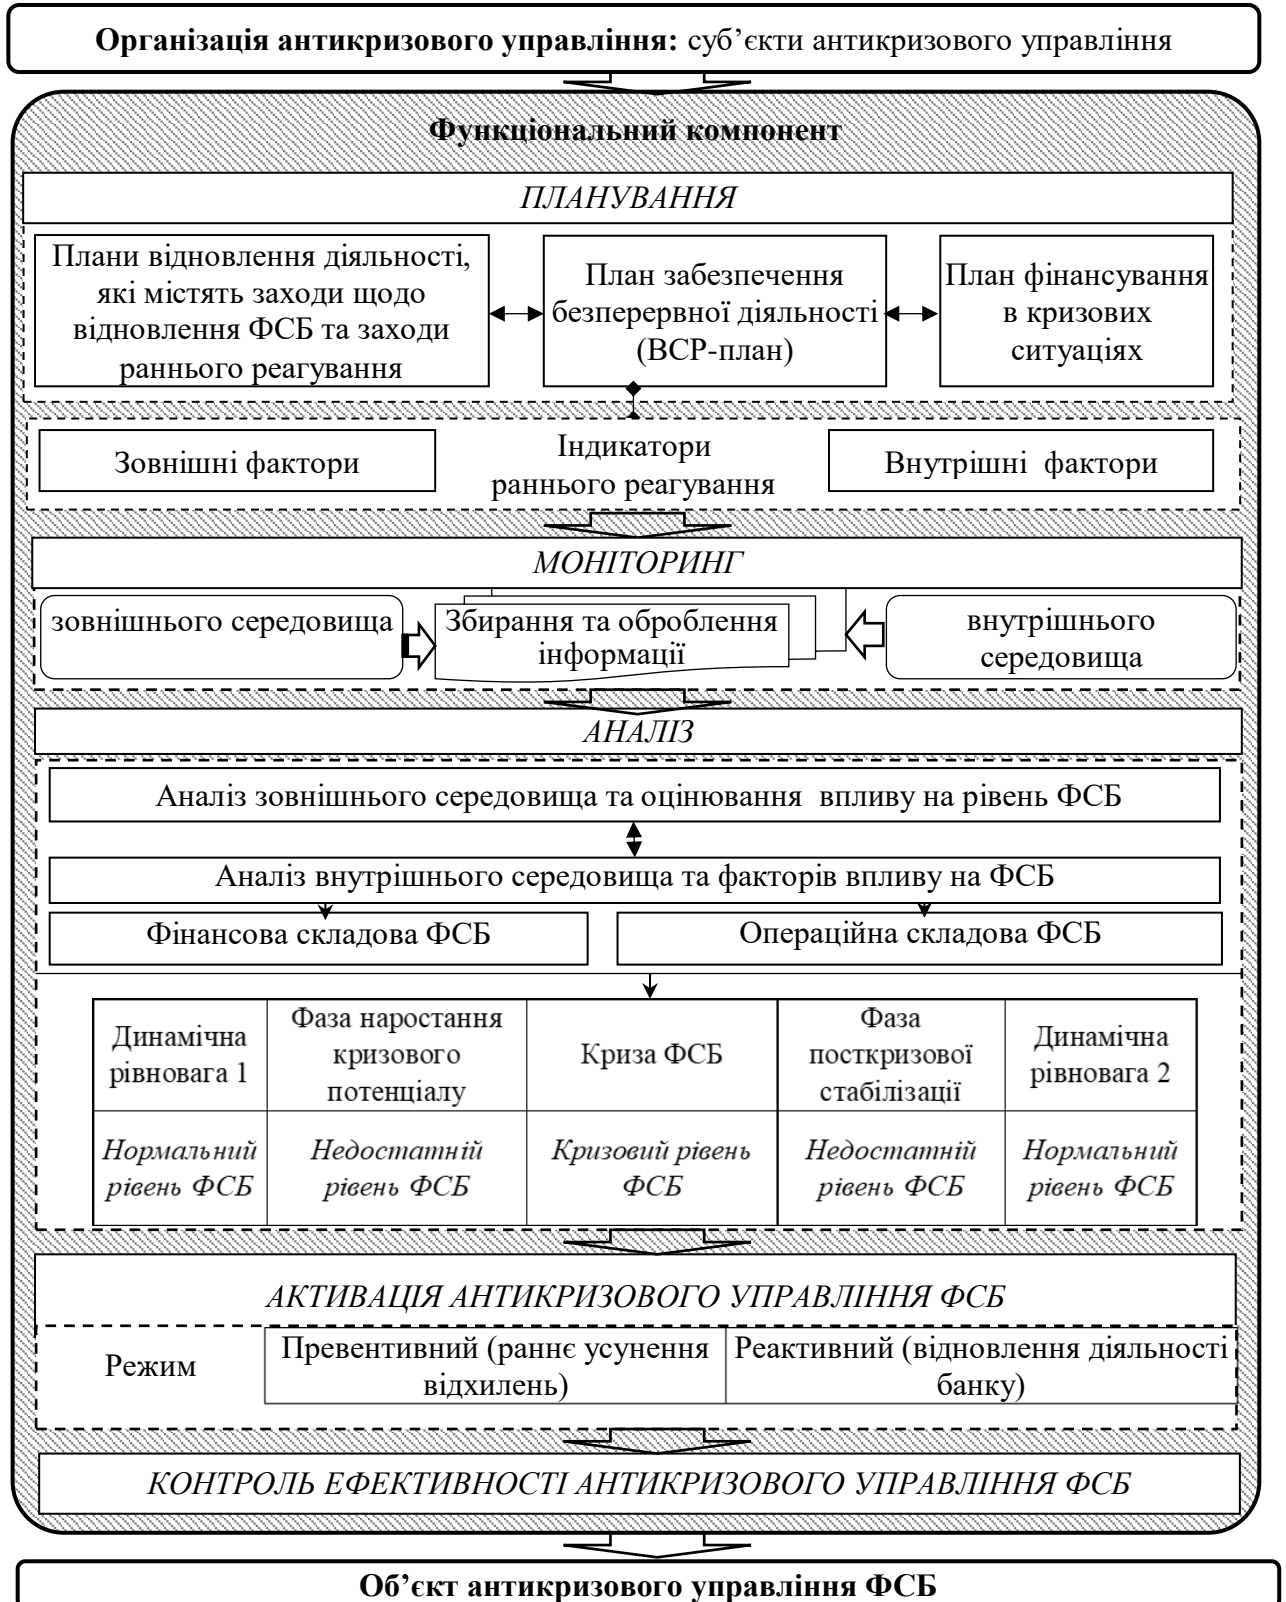 Організація антикризового управління: суб’єкти антикризового управління
Функціональний компонент
ПЛАНУВАННЯ
Плани відновлення діяльності,
які містять заходи щодо
відновлення ФСБ та заходи
раннього реагування
План забезпечення
безперервної діяльності
(ВСР-план)
План фінансування
в кризових
ситуаціях
Зовнішні фактори
Індикатори
раннього реагування
Внутрішні фактори
МОНІТОРИНГ
зовнішнього середовища
Збирання та оброблення
інформації
внутрішнього
середовища
АНАЛІЗ
Аналіз зовнішнього середовища та оцінювання впливу на рівень ФСБ
Аналіз внутрішнього середовища та факторів впливу на ФСБ
Фінансова складова ФСБ
Операційна складова ФСБ
Динамічна
рівновага 1
Фаза наростання
кризового
потенціалу
Криза ФСБ
Фаза
посткризової
стабілізації
Динамічна
рівновага 2
Нормальний
рівень ФСБ
Недостатній
рівень ФСБ
Кризовий рівень
ФСБ
Недостатній
рівень ФСБ
Нормальний
рівень ФСБ
АКТИВАЦІЯ АНТИКРИЗОВОГО УПРАВЛІННЯ ФСБ
Режим
Превентивний (раннє усунення
відхилень)
Реактивний (відновлення діяльності
банку)
КОНТРОЛЬ ЕФЕКТИВНОСТІ АНТИКРИЗОВОГО УПРАВЛІННЯ ФСБ
Об’єкт антикризового управління ФСБ